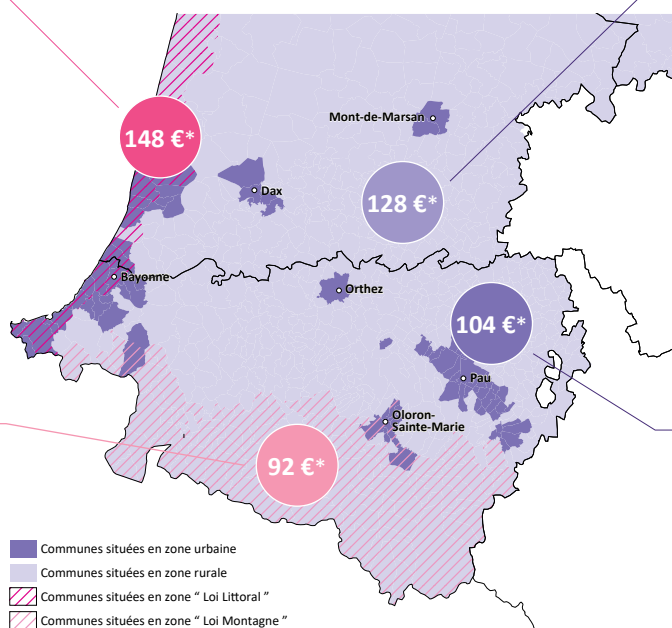 Mont-de-Marsan
148 €*
Dax
128 €*
Bayonne
Orthez
104 €*
Pau
Oloron-
Sainte-Marie
92 €*
Communes situées en zone urbaine
Communes situées en zone rurale
Communes situées en zone “ Loi Littoral ”
Communes situées en zone “ Loi Montagne ”